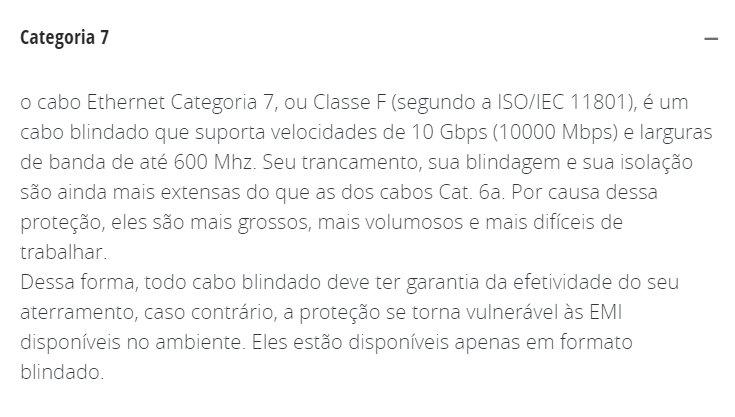 Categoria 7
o cabo Ethernet Categoria 7, ou Classe F (segundo a ISO/IEC 11801), é um
cabo blindado que suporta velocidades de 10 Gbps (10000 Mbps) e larguras
de banda de até 600 Mhz. Seu trancamento, sua blindagem e sua isolação
são ainda mais extensas do que as dos cabos Cat. 6a. Por causa dessa
proteção, eles são mais grossos, mais volumosos e mais difíceis de
trabalhar.
Dessa forma, todo cabo blindado deve ter garantia da efetividade do seu
aterramento, caso contrário, a proteção se torna vulnerável às EMI
disponíveis no ambiente. Eles estão disponíveis apenas em formato
blindado.